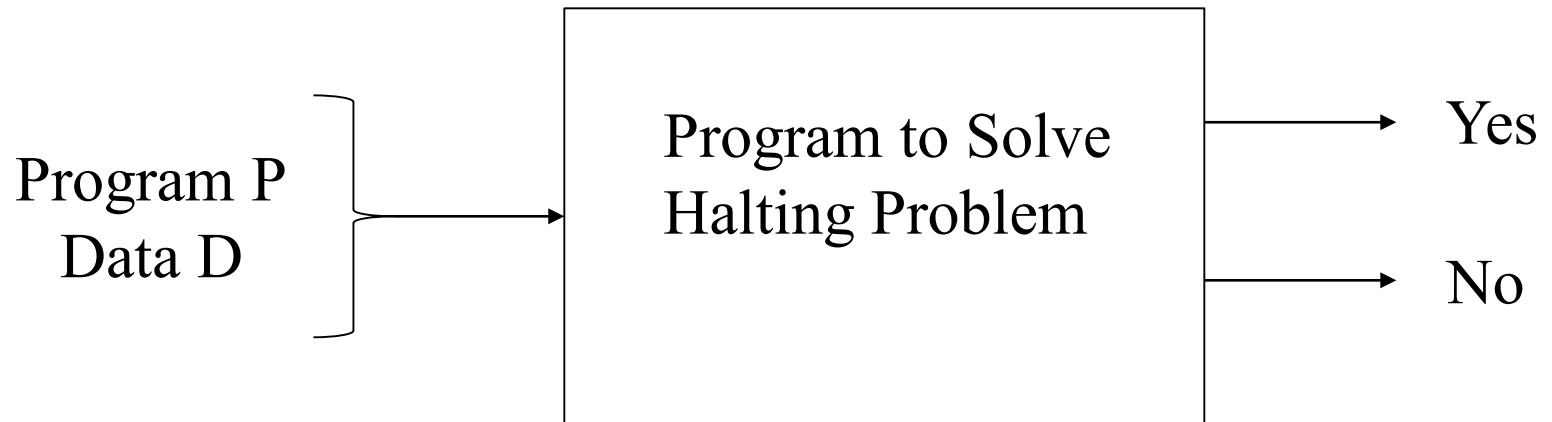 Program P
Data D
Program to Solve
Halting Problem
Yes
No